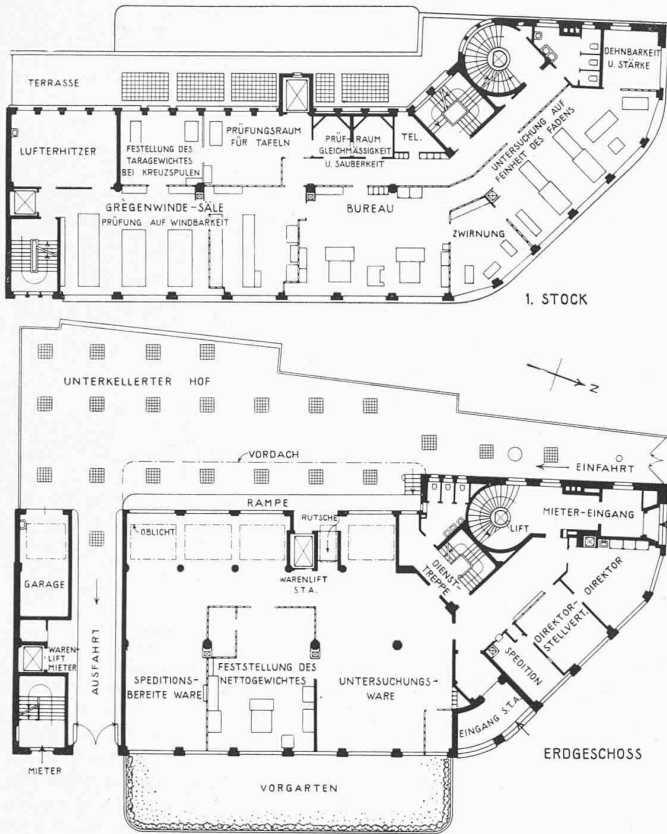 TERRASSE
DEHNBARKEIT
U. STÄRKE
LUFTERHITZER
FESTELLUNG DES
TARAGEWICHTES
BEI KREUZSPULEN
PRÜFUNGSRAUM
FÜR TAFELN
PRÜF-RAUM
GLEICHMÄSSIGKEIT
U. SAUBERKEIT
TEL.
UNTERSUCHUNG AUF
FEINHEIT DES FADENS
GRÈGENWINDE-SÄLE
PRÜFUNG AUF WINDBARKEIT
BUREAU
ZWIRNUNG
1. STOCK
UNTERKELLERTER HOF
N
VORDACH
EINFAHRT
RAMPE
OBLICHT
RUTSCHE
LIFT
MIETER-EINGANG
GARAGE
WARENLIFT
S.T.A.
DIENST-
TREPPE
DIREKTOR
DIREKTOR-
STELLVERT.
AUSFAHRT
WAREN-
LIFT
MIETER
SPEDITION
SPEDITIONS-
BEREITE WARE
FESTSTELLUNG DES
NETTOGEWICHTES
UNTERSUCHUNGS-
WARE
EINGANG S.T.A.
ERDGESCHOSS
MIETER
VORGARTEN